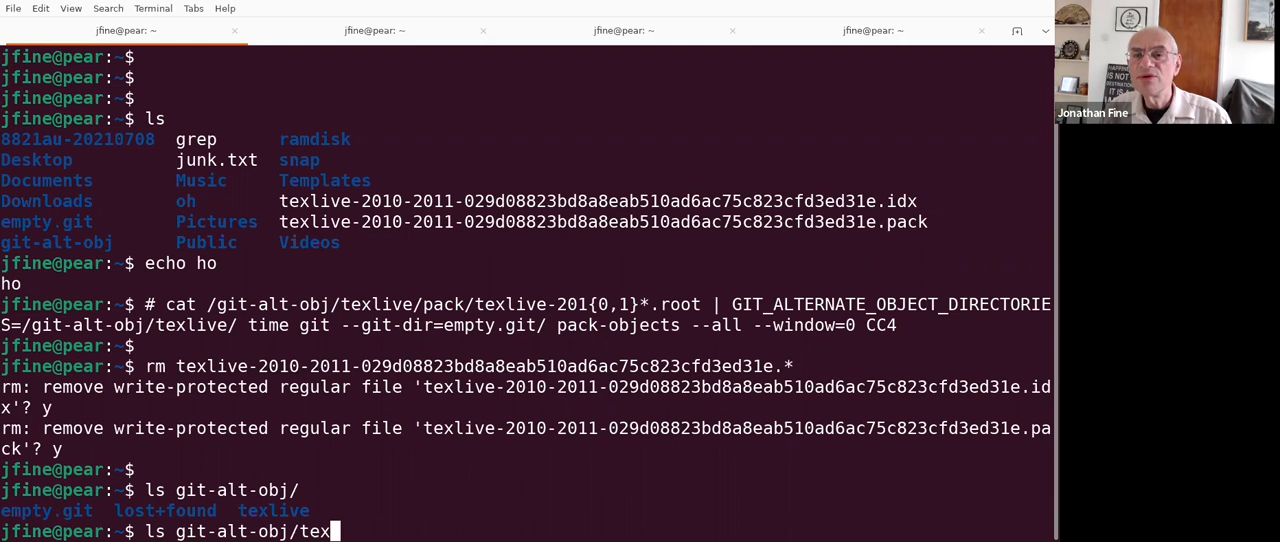 File Edit View Search Terminal Tabs Help
jfine@pear: ~ × jfine@pear: ~ × jfine@pear: ~ × jfine@pear: ~ ×
jfine@pear:~$
jfine@pear:~$
jfine@pear:~$
jfine@pear:~$ ls
8821au-20210708 grep ramdisk
Desktop junk.txt snap
Documents Music Templates
Downloads oh texlive-2010-2011-029d08823bd8a8eab510ad6ac75c823cfd3ed31e.idx
empty.git Pictures texlive-2010-2011-029d08823bd8a8eab510ad6ac75c823cfd3ed31e.pack
git-alt-obj Public Videos
jfine@pear:~$ echo ho
ho
jfine@pear:~$ # cat /git-alt-obj/texlive/pack/texlive-201{0,1}*.root | GIT_ALTERNATE_OBJECT_DIRECTORIE
S=/git-alt-obj/texlive/ time git --git-dir=empty.git/ pack-objects --all --window=0 CC4
jfine@pear:~$
jfine@pear:~$ rm texlive-2010-2011-029d08823bd8a8eab510ad6ac75c823cfd3ed31e.*
rm: remove write-protected regular file 'texlive-2010-2011-029d08823bd8a8eab510ad6ac75c823cfd3ed31e.id
x'? y
rm: remove write-protected regular file 'texlive-2010-2011-029d08823bd8a8eab510ad6ac75c823cfd3ed31e.pa
ck'? y
jfine@pear:~$
jfine@pear:~$ ls git-alt-obj/
empty.git lost+found texlive
jfine@pear:~$ ls git-alt-obj/tex
HAPPINESS
IS NOT
Jonathan Fine